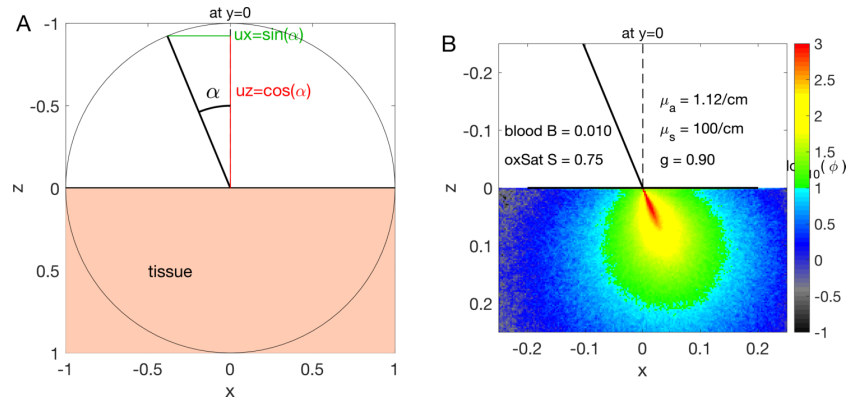 A
at y=0
-1
ux=sin(α)
uz=cos(α)
α
-0.5
z
0
tissue
0.5
1
-1
-0.5
0
0.5
1
x
B
at y=0
-0.2
-0.1
z
0
0.1
0.2
μa = 1.12/cm
blood B = 0.010
μs = 100/cm
oxSat S = 0.75
g = 0.90
-0.2
-0.1
0
0.1
0.2
x
3
2.5
2
1.5
10(ϕ)
1
0.5
0
-0.5
-1